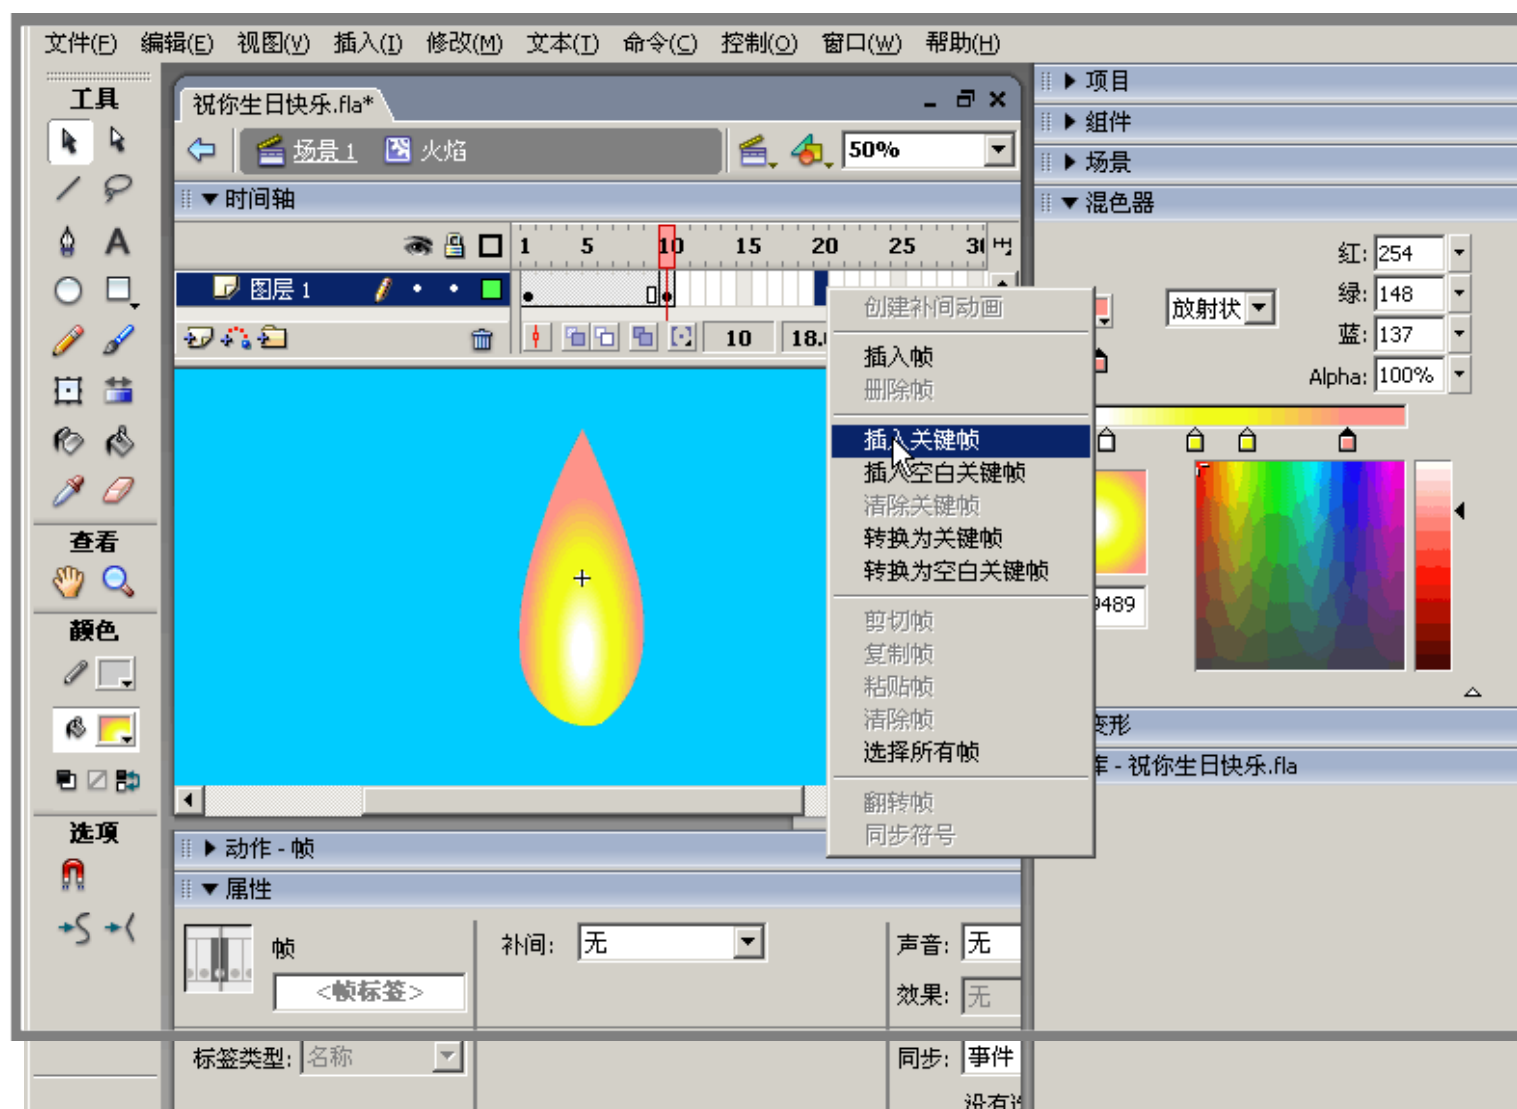 文件(F) 编辑(E) 视图(V) 插入(I) 修改(M) 文本(T) 命令(C) 控制(O) 窗口(W) 帮助(H)
工具
查看
颜色
选项
祝你生日快乐.fla*
场景 1 火焰 50%
时间轴
1 5 10 15 20 25
图层 1
10 18.
创建补间动画
插入帧
删除帧
插入关键帧
插入空白关键帧
清除关键帧
转换为关键帧
转换为空白关键帧
剪切帧
复制帧
粘贴帧
清除帧
选择所有帧
翻转帧
同步符号
动作 - 帧
属性
帧
<帧标签>
补间: 无
声音: 无
效果: 无
标签类型: 名称
同步: 事件
没有
项目
组件
场景
混色器
放射状
红: 254
绿: 148
蓝: 137
Alpha: 100%
9489
变形
库 - 祝你生日快乐.fla